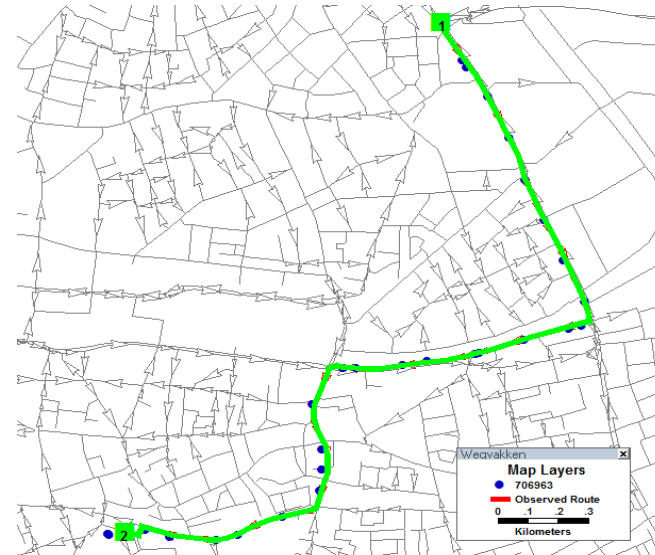 1
2
Wegvakken
Map Layers
706963
Observed Route
0 .1 .2 .3
Kilometers